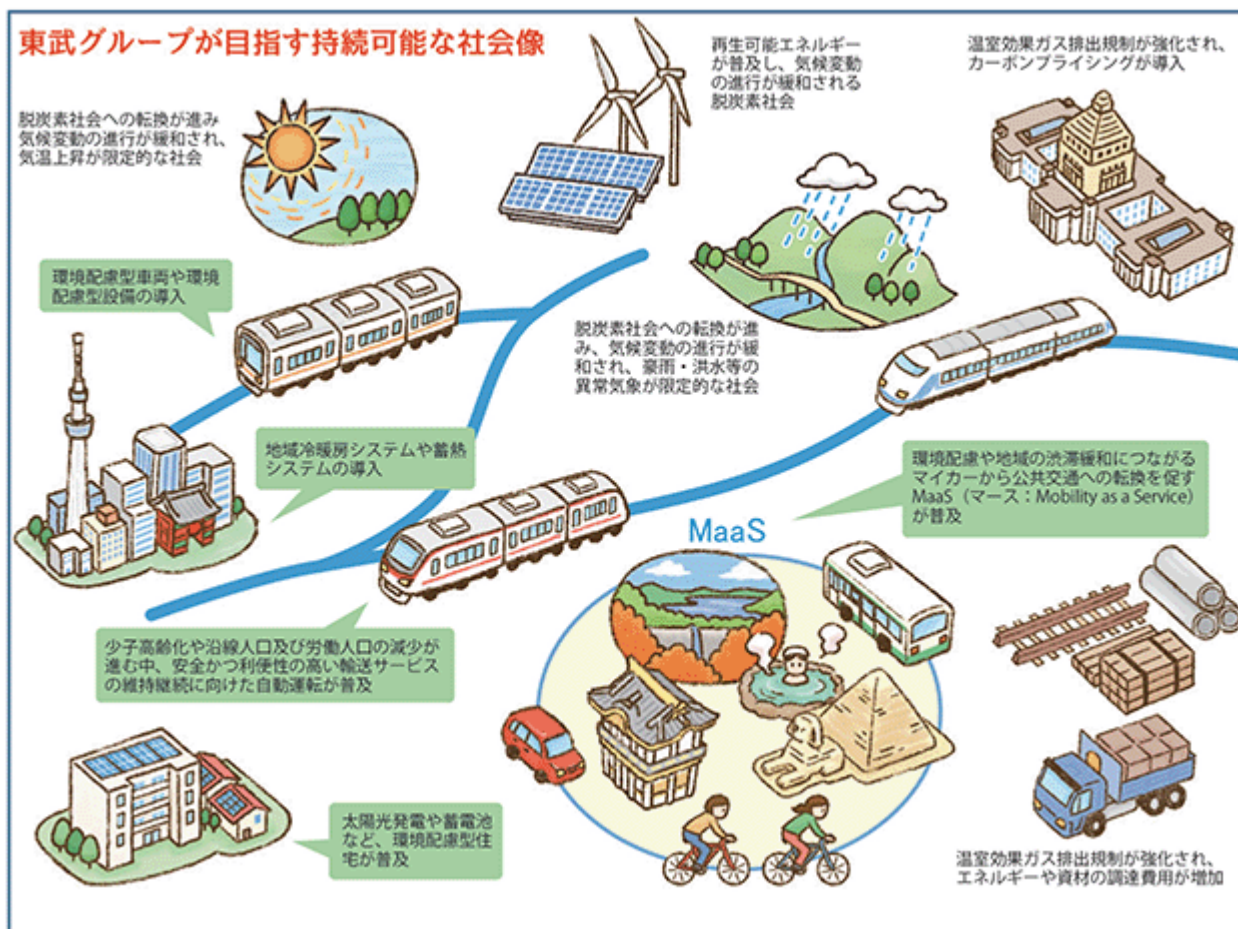 東武グループが目指す持続可能な社会像
脱炭素社会への転換が進み
気候変動の進行が緩和され、
気温上昇が限定的な社会
再生可能エネルギー
が普及し、気候変動
の進行が緩和される
脱炭素社会
温室効果ガス排出規制が強化され、
カーボンプライシングが導入
環境配慮型車両や環境
配慮型設備の導入
脱炭素社会への転換が進
み、気候変動の進行が緩
和され、豪雨・洪水等の
異常気象が限定的な社会
地域冷暖房システムや蓄熱
システムの導入
環境配慮や地域の渋滞緩和につながる
マイカーから公共交通への転換を促す
MaaS（マース：Mobility as a Service）
が普及
MaaS
少子高齢化や沿線人口及び労働人口の減少が
進む中、安全かつ利便性の高い輸送サービス
の維持継続に向けた自動運転が普及
太陽光発電や蓄電池
など、環境配慮型住
宅が普及
温室効果ガス排出規制が強化され、
エネルギーや資材の調達費用が増加